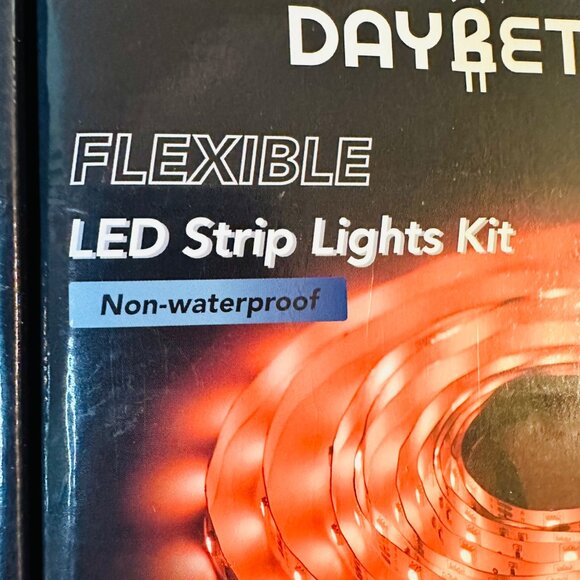 DAYBET
FLEXIBLE
LED Strip Lights Kit
Non-waterproof